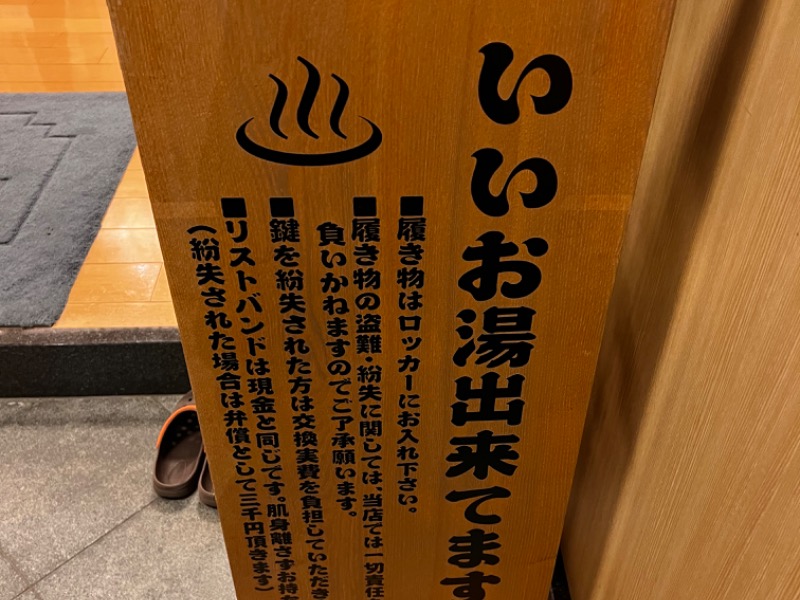 いいお湯出来てます
■履き物はロッカーにお入れ下さい。
■履き物の盗難・紛失に関しては、当店では一切責任
負いかねますのでご了承願います。
■鍵を紛失された方は交換実費を負担していただき
■リストバンドは現金と同じです。肌身離さずお持
(紛失された場合は弁償として三千円頂きます)